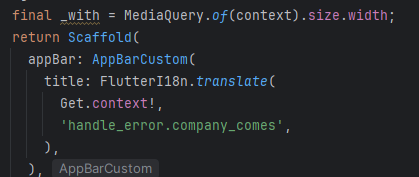 final _with = MediaQuery.of(context).size.width;
return Scaffold(
appBar: AppBarCustom(
title: FlutterI18n.translate(
Get.context!,
'handle_error.company_comes',
),
), AppBarCustom